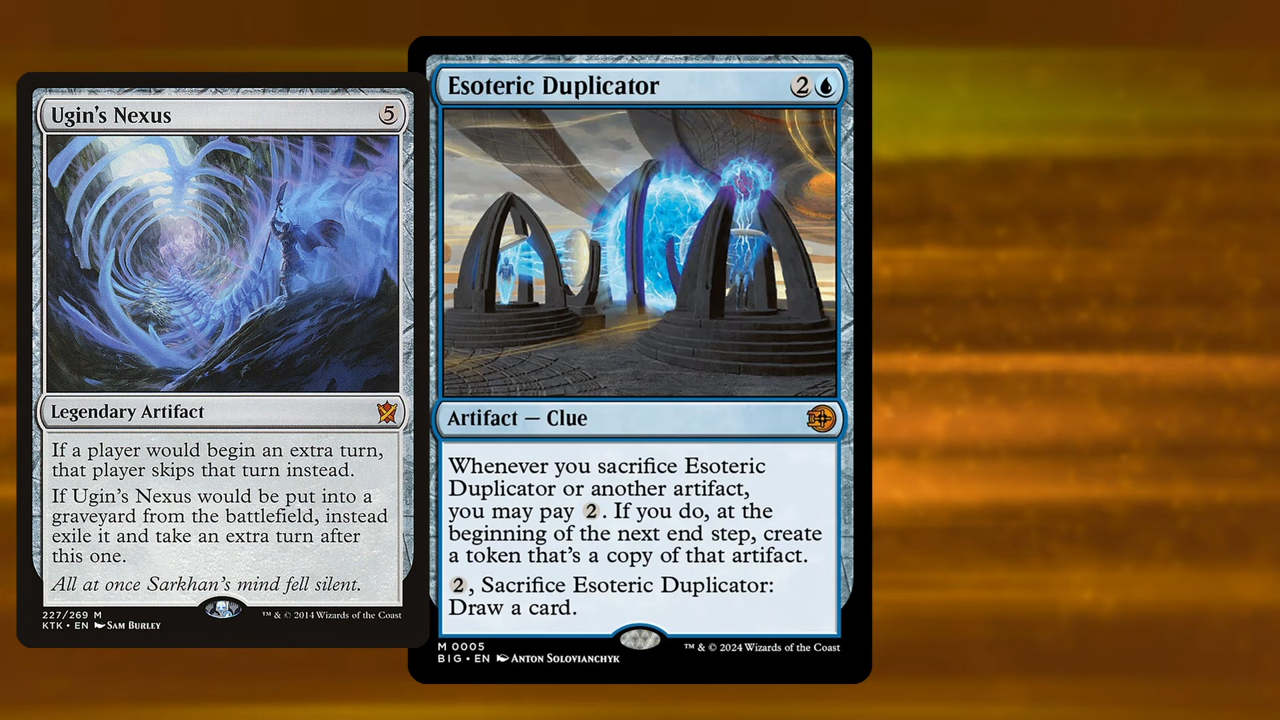 Ugin's Nexus 5
Legendary Artifact
If a player would begin an extra turn,
that player skips that turn instead.
If Ugin's Nexus would be put into a
graveyard from the battlefield, instead
exile it and take an extra turn after
this one.
All at once Sarkhan's mind fell silent.
227/269 M
KTK • EN SAM BURLEY
™ & © 2014 Wizards of the Coast
Esoteric Duplicator 2
Artifact — Clue
Whenever you sacrifice Esoteric
Duplicator or another artifact,
you may pay 2. If you do, at the
beginning of the next end step, create
a token that's a copy of that artifact.
2, Sacrifice Esoteric Duplicator:
Draw a card.
M 0005
BIG • EN ANTON SOLOVIANCHYK
™ & © 2024 Wizards of the Coast